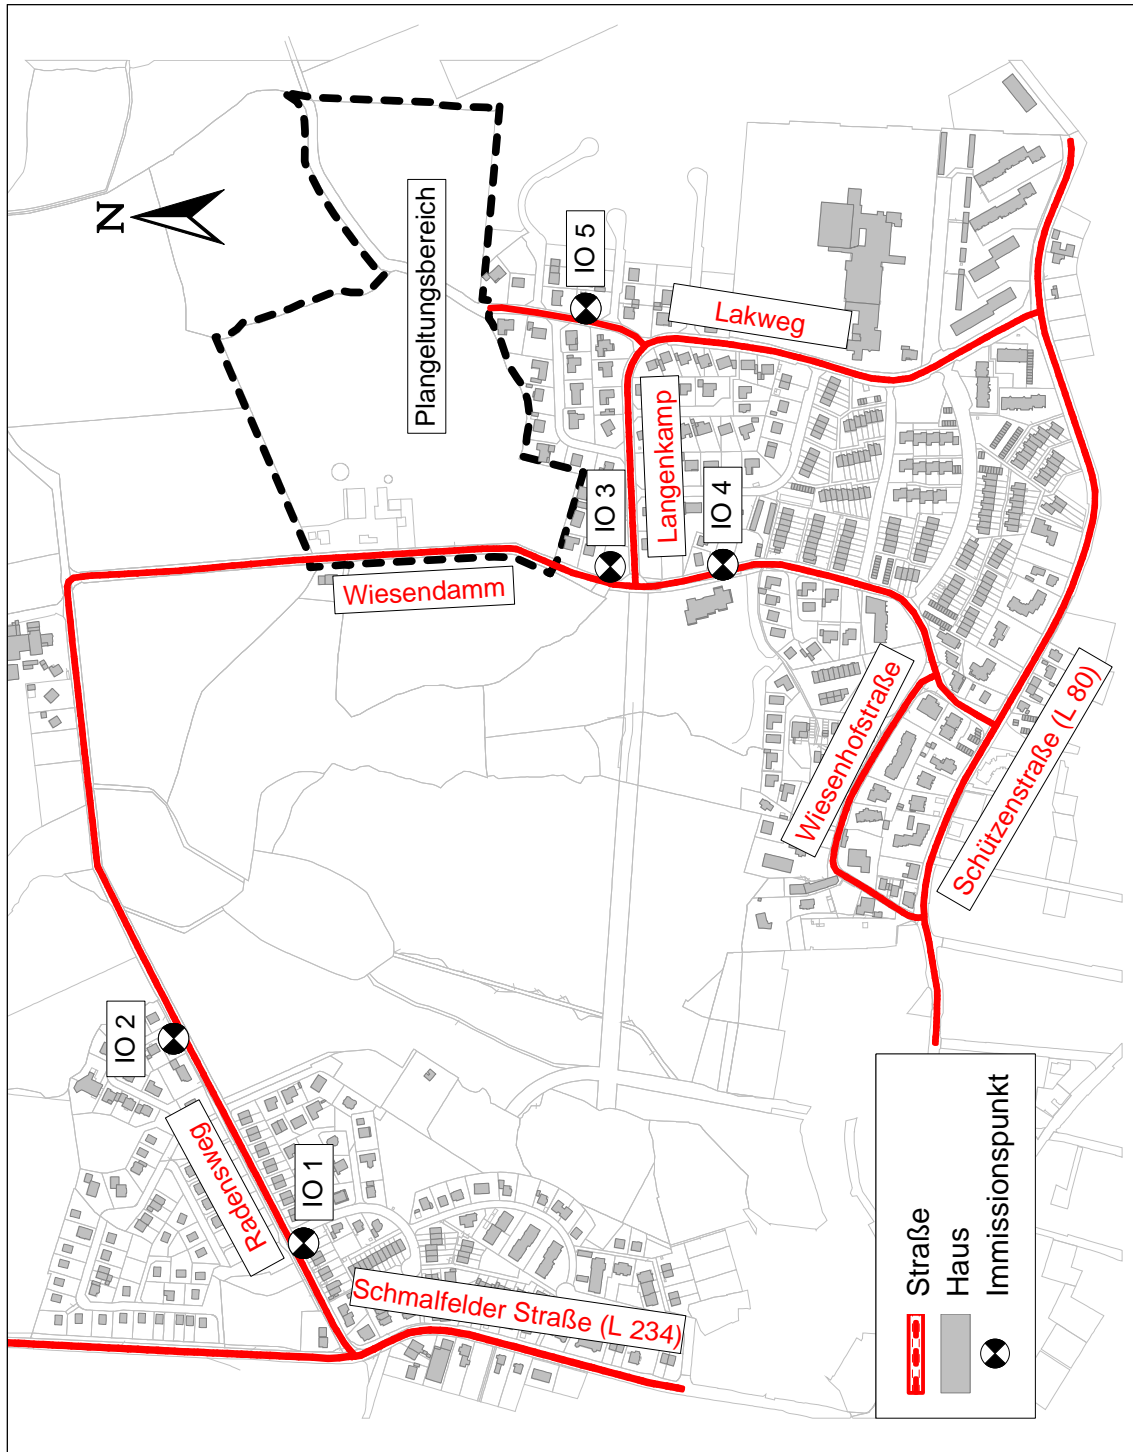 N
Plangeltungsbereich
IO 5
Lakweg
Langenkamp
IO 3
IO 4
Wiesendamm
Wiesenhofstraße
Schützenstraße (L 80)
IO 2
Radensweg
IO 1
Schmalfelder Straße (L 234)
Straße
Haus
Immissionspunkt